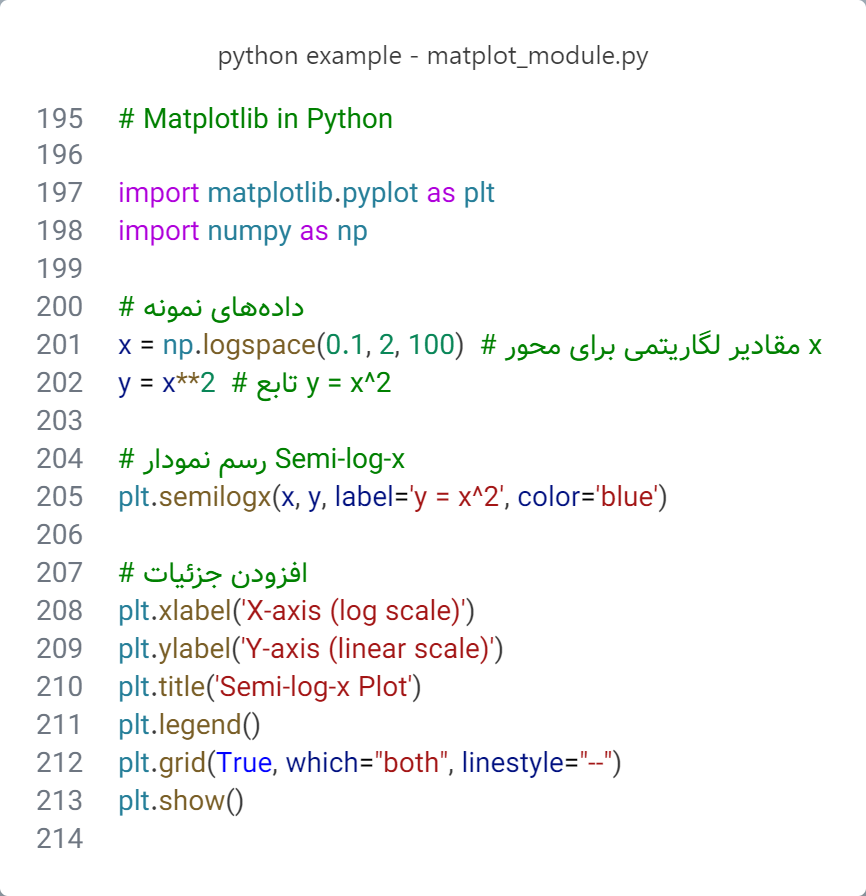 python example - matplot_module.py
195 # Matplotlib in Python
196
197 import matplotlib.pyplot as plt
198 import numpy as np
199
200 # داده‌های نمونه
201 x = np.logspace(0.1, 2, 100)  # مقادیر لگاریتمی برای محور x
202 y = x**2  # تابع y = x^2
203
204 # رسم نمودار Semi-log-x
205 plt.semilogx(x, y, label='y = x^2', color='blue')
206
207 # افزودن جزئیات
208 plt.xlabel('X-axis (log scale)')
209 plt.ylabel('Y-axis (linear scale)')
210 plt.title('Semi-log-x Plot')
211 plt.legend()
212 plt.grid(True, which="both", linestyle="--")
213 plt.show()
214